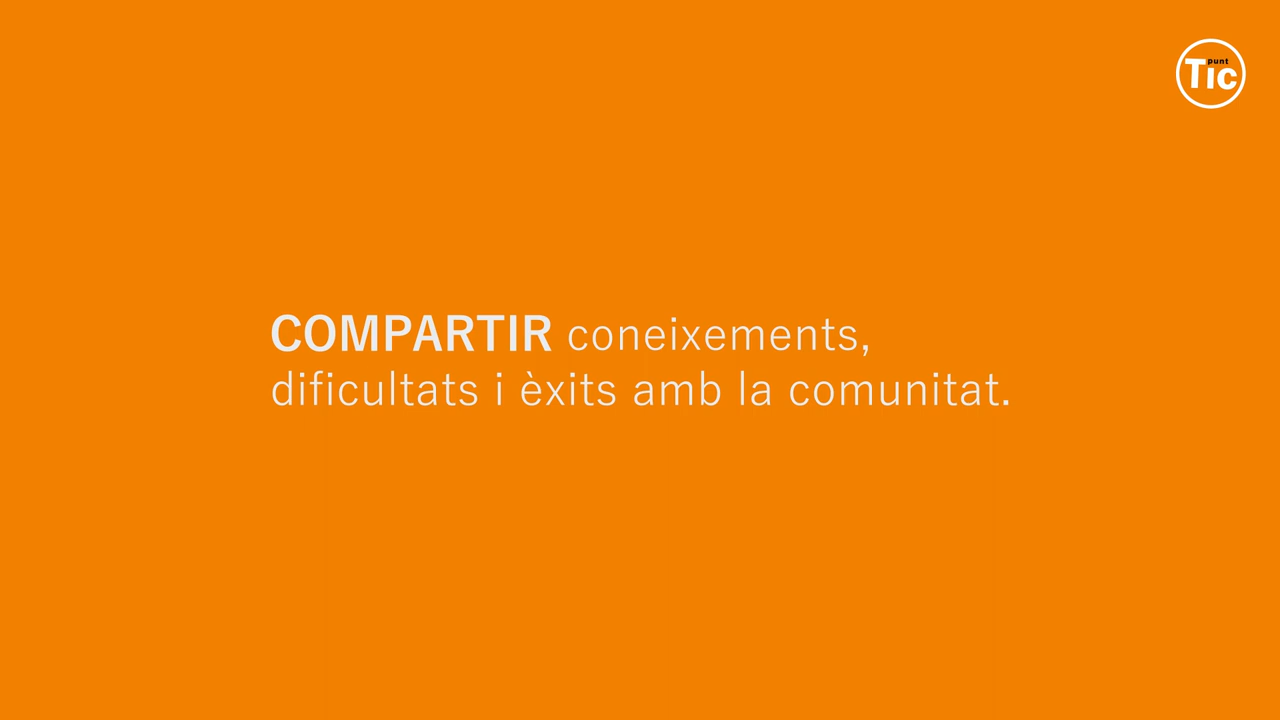 punt
Tic
COMPARTIR coneixements,
dificultats i èxits amb la comunitat.